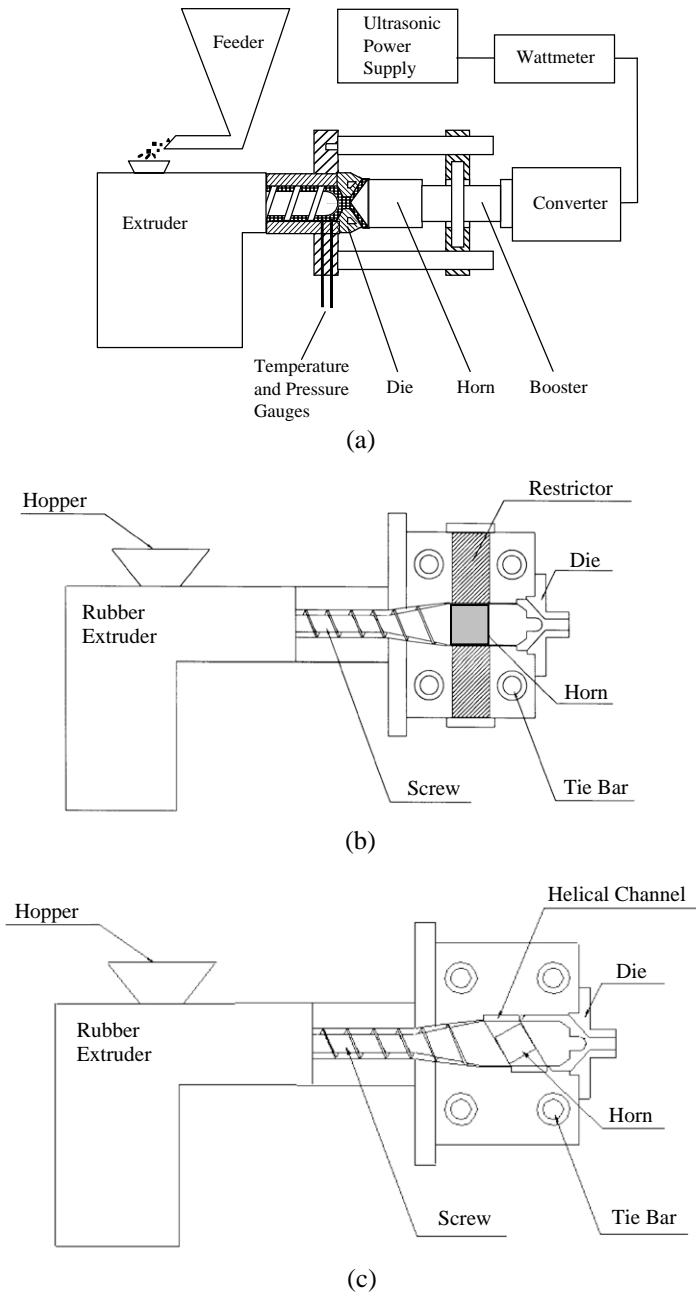 Feeder
Ultrasonic
Power
Supply
Wattmeter
Extruder
Converter
Temperature
and Pressure
Gauges
Die
Horn
Booster
(a)
Hopper
Restrictor
Rubber
Extruder
Die
Horn
Screw
Tie Bar
(b)
Hopper
Helical Channel
Rubber
Extruder
Die
Horn
Screw
Tie Bar
(c)